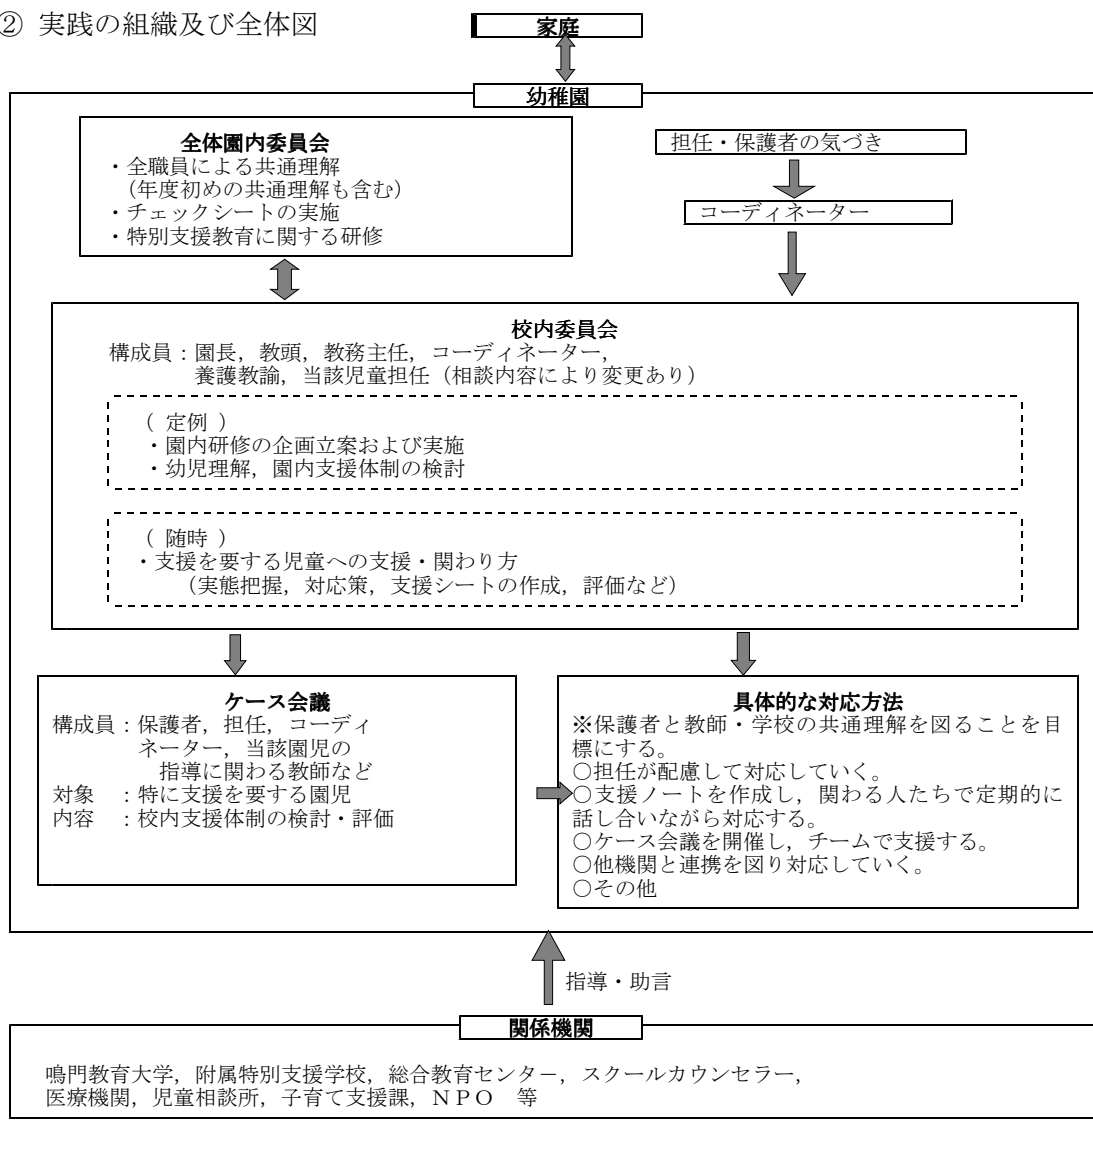 ② 実践の組織及び全体図
家庭
幼稚園
全体園内委員会
・全職員による共通理解
（年度初めの共通理解も含む）
・チェックシートの実施
・特別支援教育に関する研修
担任・保護者の気づき
コーディネーター
校内委員会
構成員：園長，教頭，教務主任，コーディネーター，
養護教諭，当該児童担任（相談内容により変更あり）
（ 定例 ）
・園内研修の企画立案および実施
・幼児理解，園内支援体制の検討
（ 随時 ）
・支援を要する児童への支援・関わり方
（実態把握，対応策，支援シートの作成，評価など）
ケース会議
構成員：保護者，担任，コーディ
ネーター，当該園児の
指導に関わる教師など
対象　：特に支援を要する園児
内容　：校内支援体制の検討・評価
具体的な対応方法
※保護者と教師・学校の共通理解を図ることを目
標にする。
○担任が配慮して対応していく。
○支援ノートを作成し，関わる人たちで定期的に
話し合いながら対応する。
○ケース会議を開催し，チームで支援する。
○他機関と連携を図り対応していく。
○その他
指導・助言
関係機関
鳴門教育大学，附属特別支援学校，総合教育センタ－，スクールカウンセラー，
医療機関，児童相談所，子育て支援課，ＮＰＯ　等